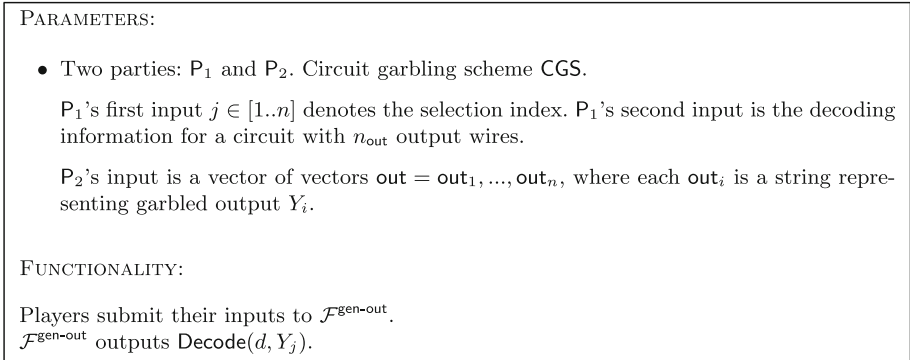 PARAMETERS:
• Two parties: P₁ and P₂. Circuit garbling scheme CGS.
P₁'s first input j ∈ [1..n] denotes the selection index. P₁'s second input is the decoding
information for a circuit with n_out output wires.
P₂'s input is a vector of vectors out = out₁, ..., outₙ, where each outᵢ is a string repre-
senting garbled output Yᵢ.
FUNCTIONALITY:
Players submit their inputs to ℱ^gen-out.
ℱ^gen-out outputs Decode(d, Yⱼ).